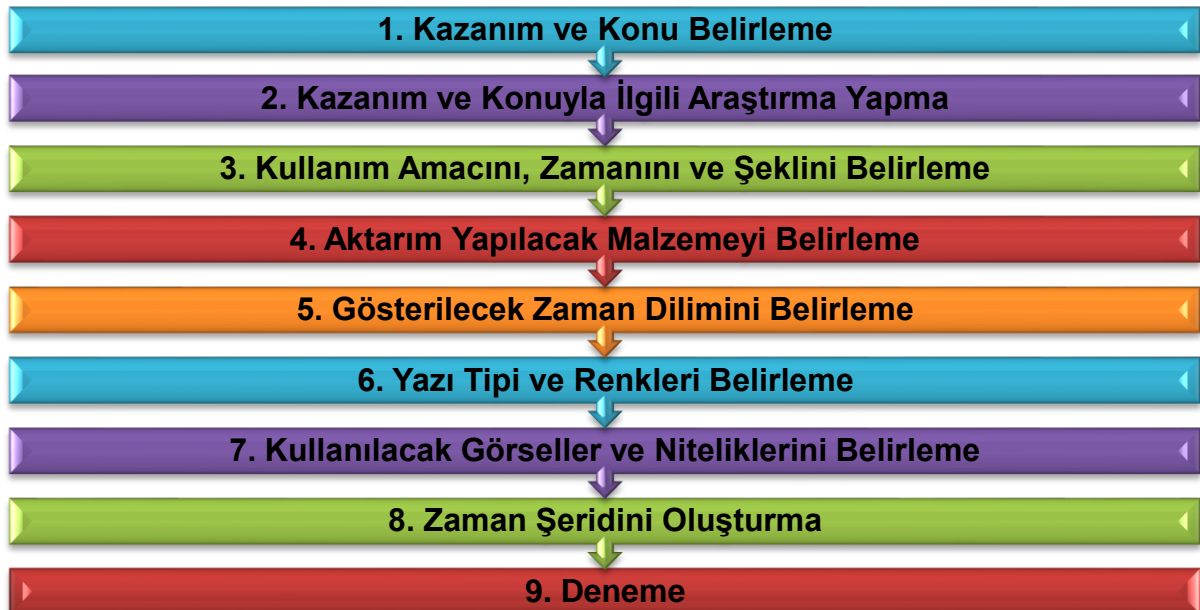 1. Kazanım ve Konu Belirleme
2. Kazanım ve Konuyla İlgili Araştırma Yapma
3. Kullanım Amacını, Zamanını ve Şeklini Belirleme
4. Aktarım Yapılacak Malzemeyi Belirleme
5. Gösterilecek Zaman Dilimini Belirleme
6. Yazı Tipi ve Renkleri Belirleme
7. Kullanılacak Görseller ve Niteliklerini Belirleme
8. Zaman Şeridini Oluşturma
9. Deneme